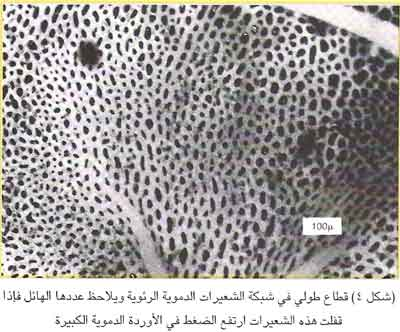 100µ
(شكل ٤) قطاع طولي في شبكة الشعيرات الدموية الرئوية ويلاحظ عددها الهائل فإذا
قفلت هذه الشعيرات ارتفع الضغط في الأوردة الدموية الكبيرة